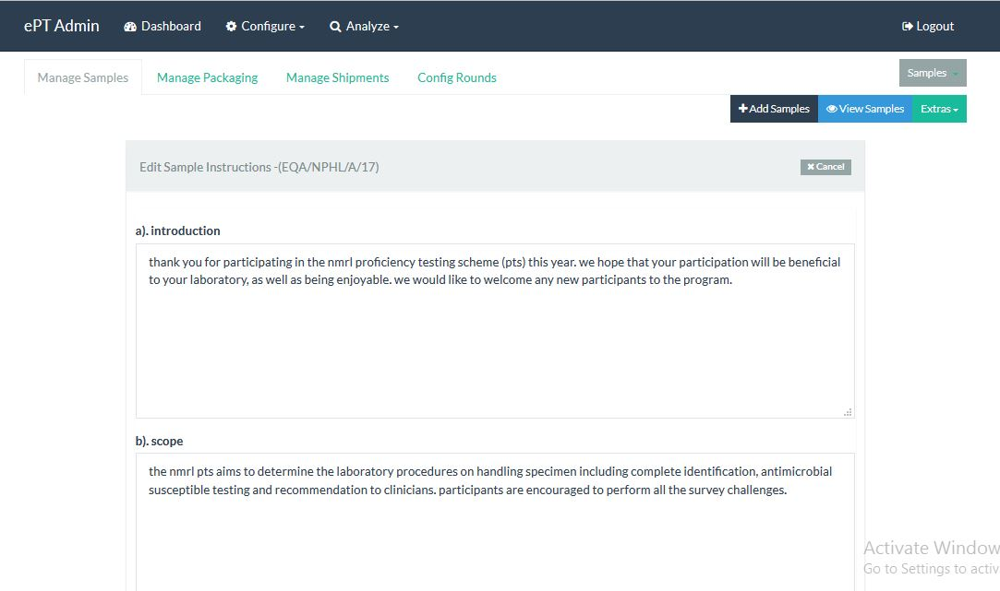 ePT Admin Dashboard Configure Analyze Logout
Manage Samples Manage Packaging Manage Shipments Config Rounds Samples
Add Samples View Samples Extras
Edit Sample Instructions -(EQA/NPHL/A/17) Cancel
a). introduction
thank you for participating in the nmrl proficiency testing scheme (pts) this year. we hope that your participation will be beneficial
to your laboratory, as well as being enjoyable. we would like to welcome any new participants to the program.
b). scope
the nmrl pts aims to determine the laboratory procedures on handling specimen including complete identification, antimicrobial
susceptible testing and recommendation to clinicians. participants are encouraged to perform all the survey challenges.
Activate Window
Go to Settings to activ